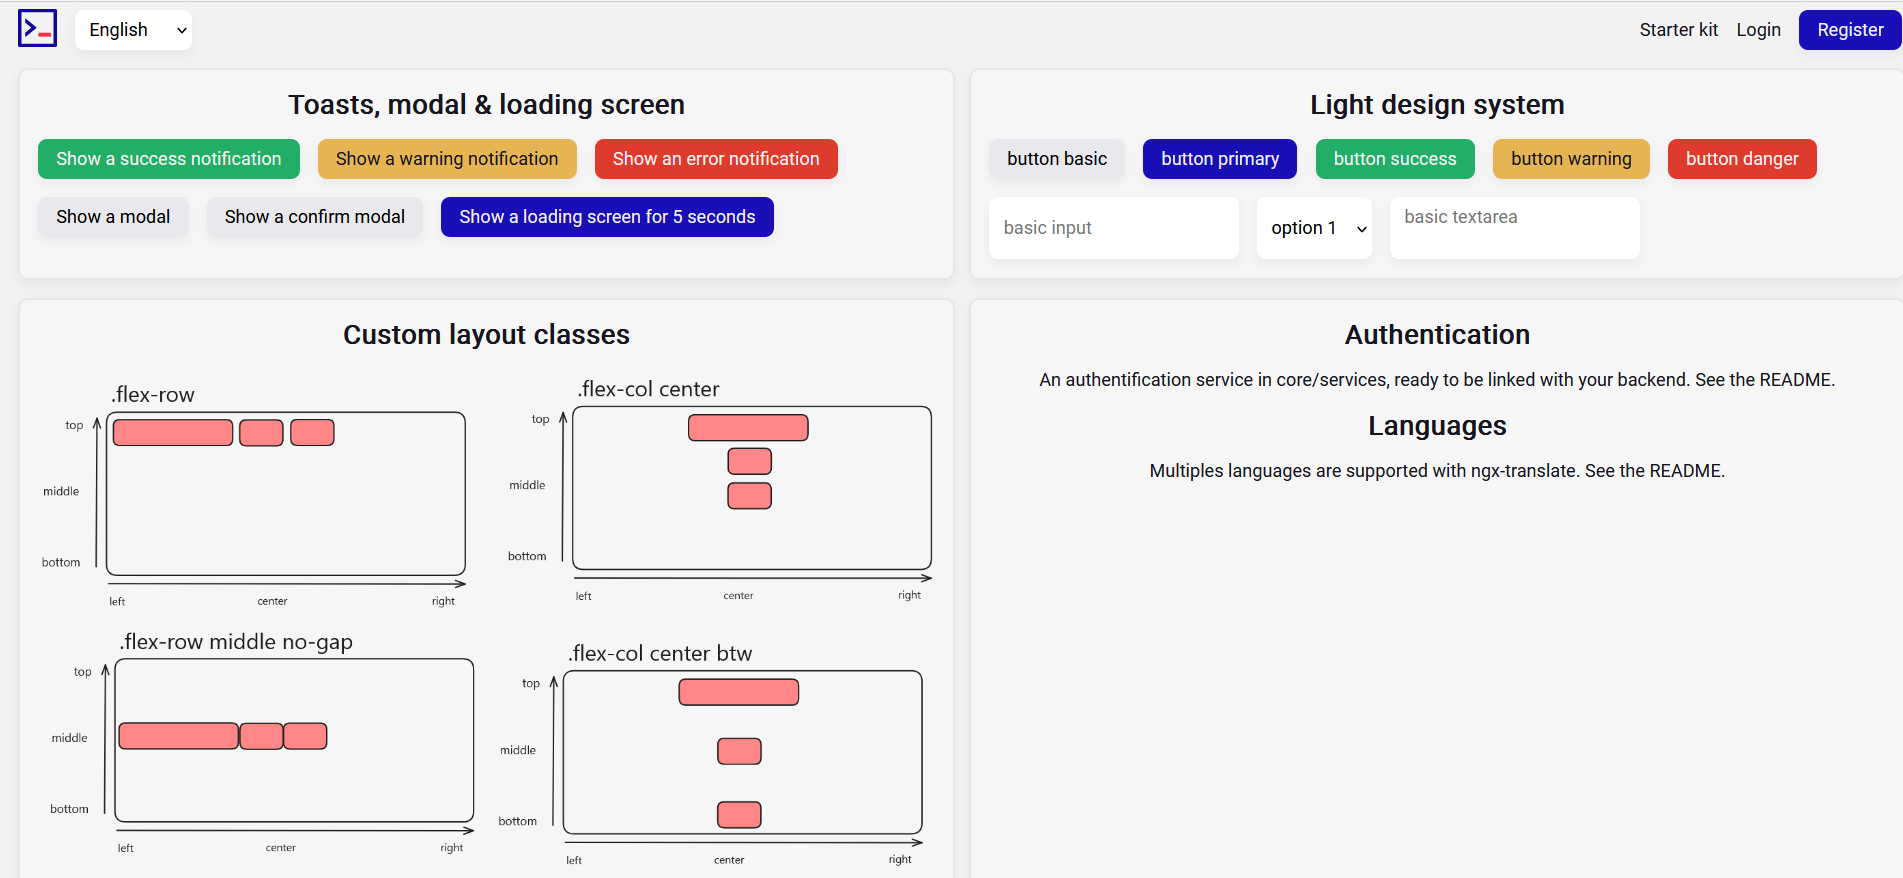 English
Starter kit Login Register
Toasts, modal & loading screen
Show a success notification Show a warning notification Show an error notification
Show a modal Show a confirm modal Show a loading screen for 5 seconds
Light design system
button basic button primary button success button warning button danger
basic input option 1 basic textarea
Custom layout classes
.flex-row
top
middle
bottom
left center right
.flex-col center
top
middle
bottom
left center right
.flex-row middle no-gap
top
middle
bottom
left center right
.flex-col center btw
top
middle
bottom
left center right
Authentication
An authentification service in core/services, ready to be linked with your backend. See the README.
Languages
Multiples languages are supported with ngx-translate. See the README.